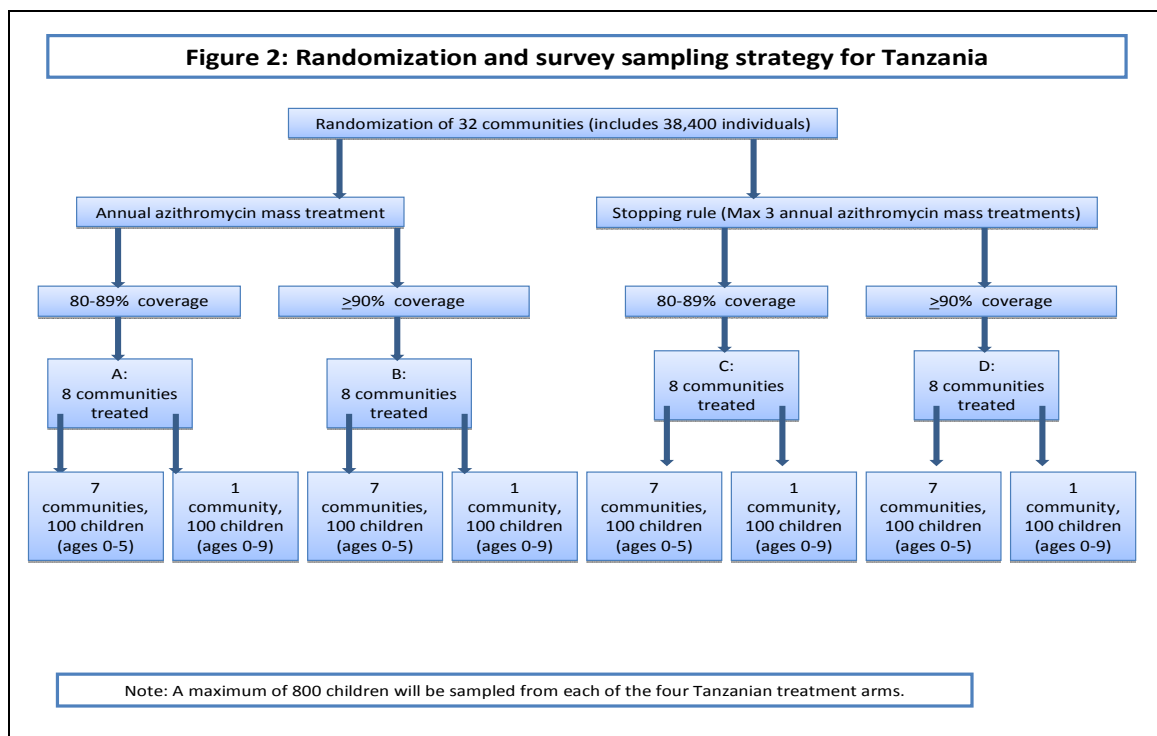 Figure 2: Randomization and survey sampling strategy for Tanzania
Randomization of 32 communities (includes 38,400 individuals)
Annual azithromycin mass treatment
Stopping rule (Max 3 annual azithromycin mass treatments)
80-89% coverage
≥90% coverage
80-89% coverage
≥90% coverage
A:
8 communities
treated
B:
8 communities
treated
C:
8 communities
treated
D:
8 communities
treated
7
communities,
100 children
(ages 0-5)
1
community,
100 children
(ages 0-9)
7
communities,
100 children
(ages 0-5)
1
community,
100 children
(ages 0-9)
7
communities,
100 children
(ages 0-5)
1
community,
100 children
(ages 0-9)
7
communities,
100 children
(ages 0-5)
1
community,
100 children
(ages 0-9)
Note: A maximum of 800 children will be sampled from each of the four Tanzanian treatment arms.